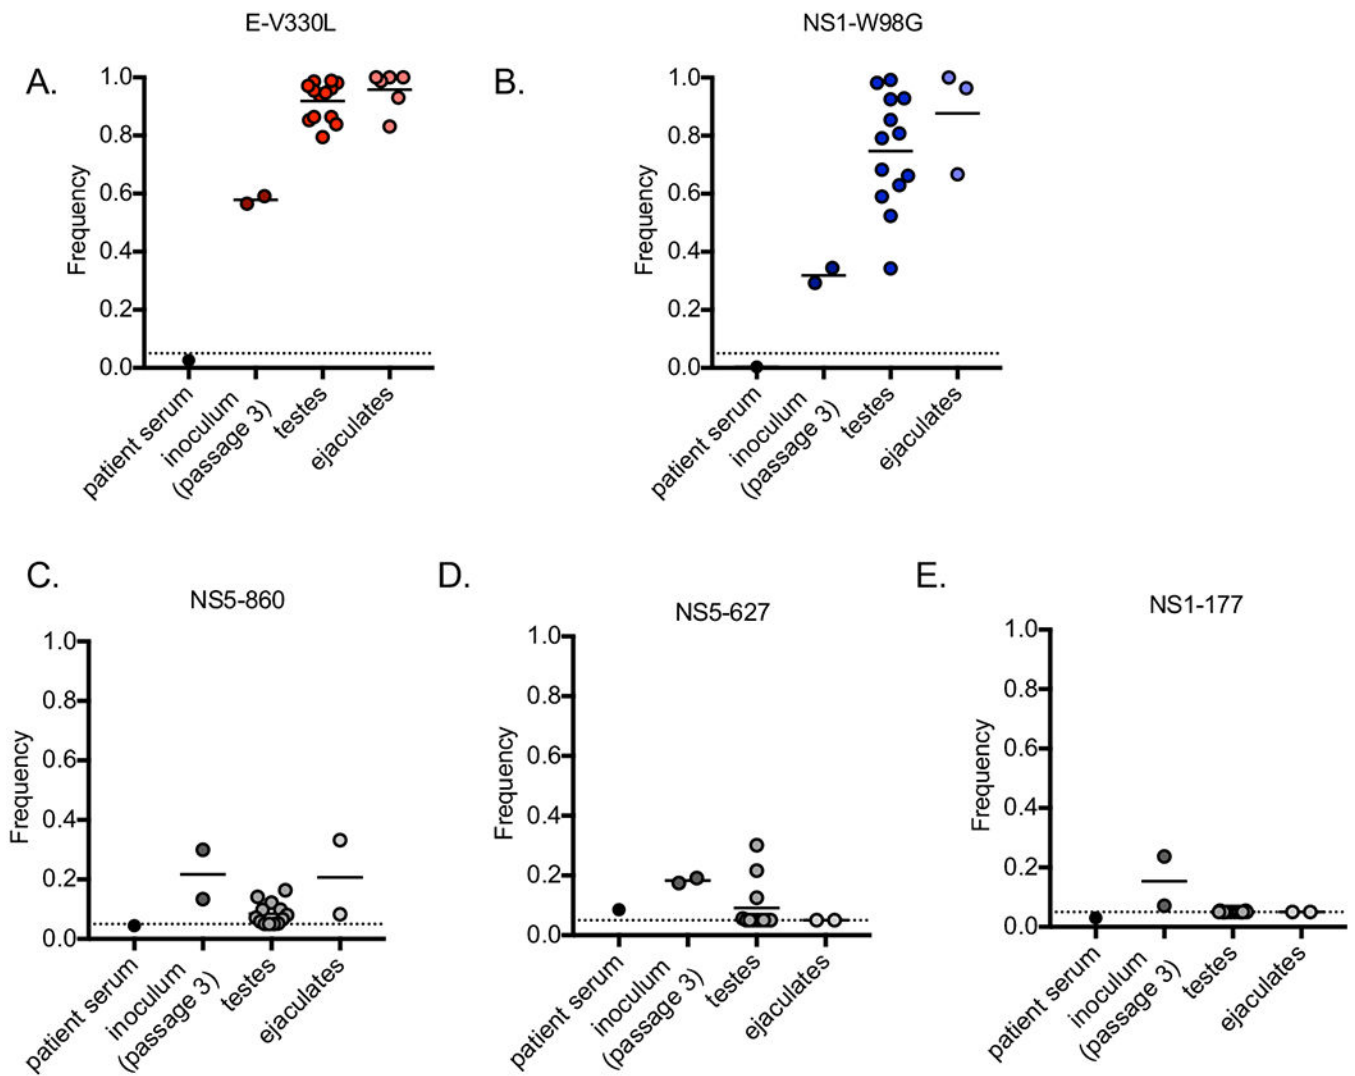 E-V330L
NS1-W98G
A.
B.
1.0
0.8
0.6
0.4
0.2
0.0
Frequency
patient serum
inoculum
(passage 3)
testes
ejaculates
1.0
0.8
0.6
0.4
0.2
0.0
Frequency
patient serum
inoculum
(passage 3)
testes
ejaculates
C.
D.
E.
NS5-860
NS5-627
NS1-177
1.0
0.8
0.6
0.4
0.2
0.0
Frequency
patient serum
inoculum
(passage 3)
testes
ejaculates
1.0
0.8
0.6
0.4
0.2
0.0
Frequency
patient serum
inoculum
(passage 3)
testes
ejaculates
1.0
0.8
0.6
0.4
0.2
0.0
Frequency
patient serum
inoculum
(passage 3)
testes
ejaculates